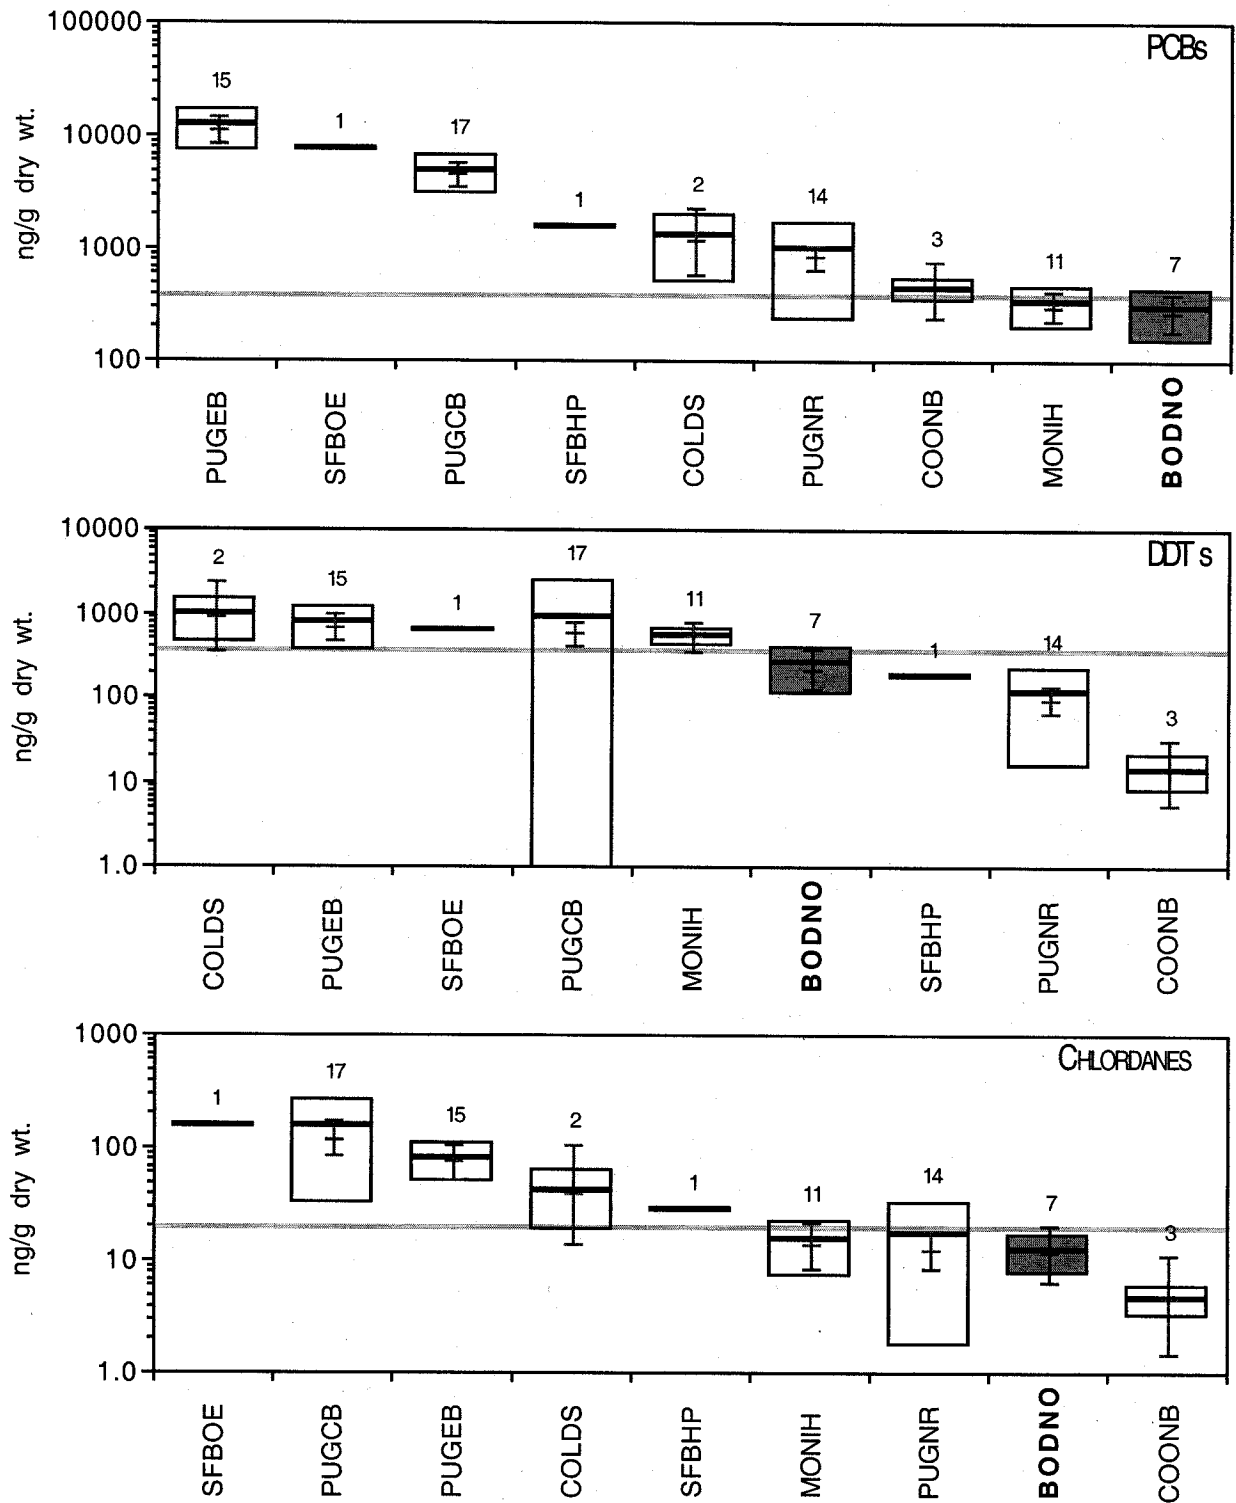 100000
PCBs
15
10000
1
17
ng/g dry wt.
1
2
14
1000
3
11
7
100
PUGEB
SFBOE
PUGCB
SFBHP
COLDS
PUGNR
COONB
MONIH
BODNO
10000
DDT s
2
15
17
1000
1
11
7
ng/g dry wt.
1
14
100
3
10
1.0
COLDS
PUGEB
SFBOE
PUGCB
MONIH
BODNO
SFBHP
PUGNR
COONB
1000
CHLORDANES
1
17
15
2
100
1
11
14
7
3
ng/g dry wt.
10
1.0
SFBOE
PUGCB
PUGEB
COLDS
SFBHP
MONIH
PUGNR
BODNO
COONB